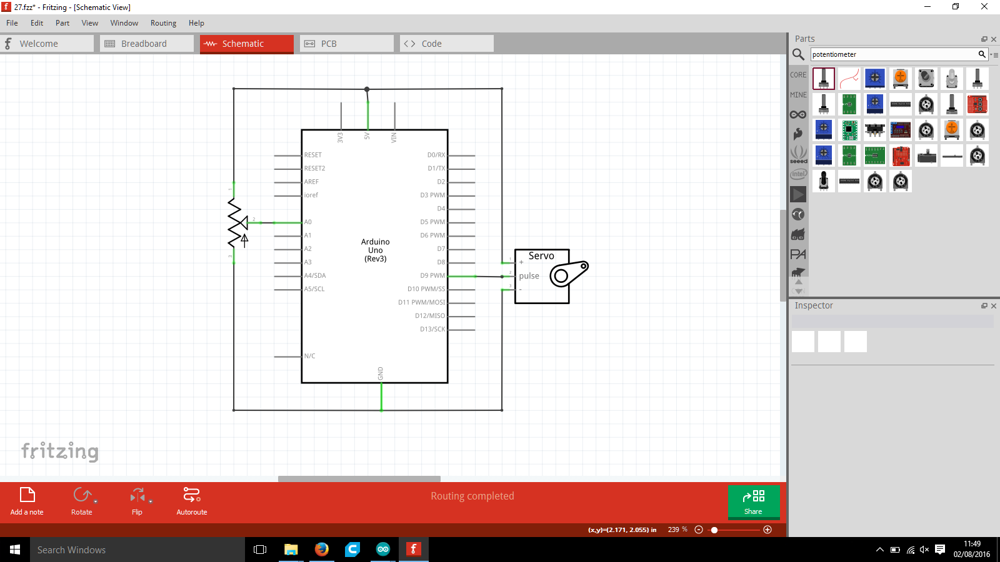 27.fzz* - Fritzing - [Schematic View]
File Edit Part View Window Routing Help
Welcome Breadboard Schematic PCB Code
Parts
potentiometer
CORE
MINE
seeed
intel
PA
3V3 5V VIN
RESET D0/RX
RESET2 D1/TX
AREF D2
ioref D3 PWM
D4
1
2 A0 D5 PWM
A1 D6 PWM
Arduino
Uno
(Rev3)
A2 D7
3 A3 D8
A4/SDA D9 PWM
A5/SCL D10 PWM/SS
D11 PWM/MOSI
D12/MISO
D13/SCK
N/C
GND
Servo
1 +
2 pulse
3 -
Inspector
fritzing
Add a note Rotate Flip Autoroute
Routing completed
Share
(x,y)=(2.171, 2.055) in 239 %
Search Windows
11:49
02/08/2016